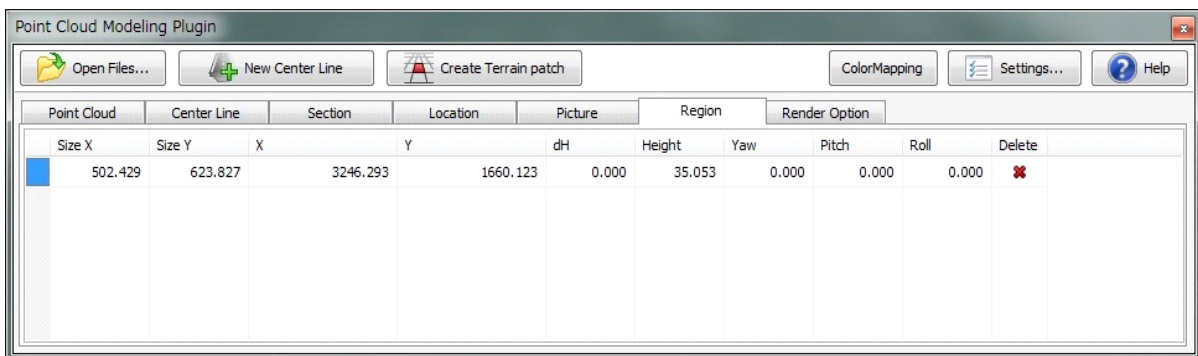 Point Cloud Modeling Plugin
Open Files... New Center Line Create Terrain patch ColorMapping Settings... Help
Point Cloud Center Line Section Location Picture Region Render Option
Size X Size Y X Y dH Height Yaw Pitch Roll Delete
502.429 623.827 3246.293 1660.123 0.000 35.053 0.000 0.000 0.000